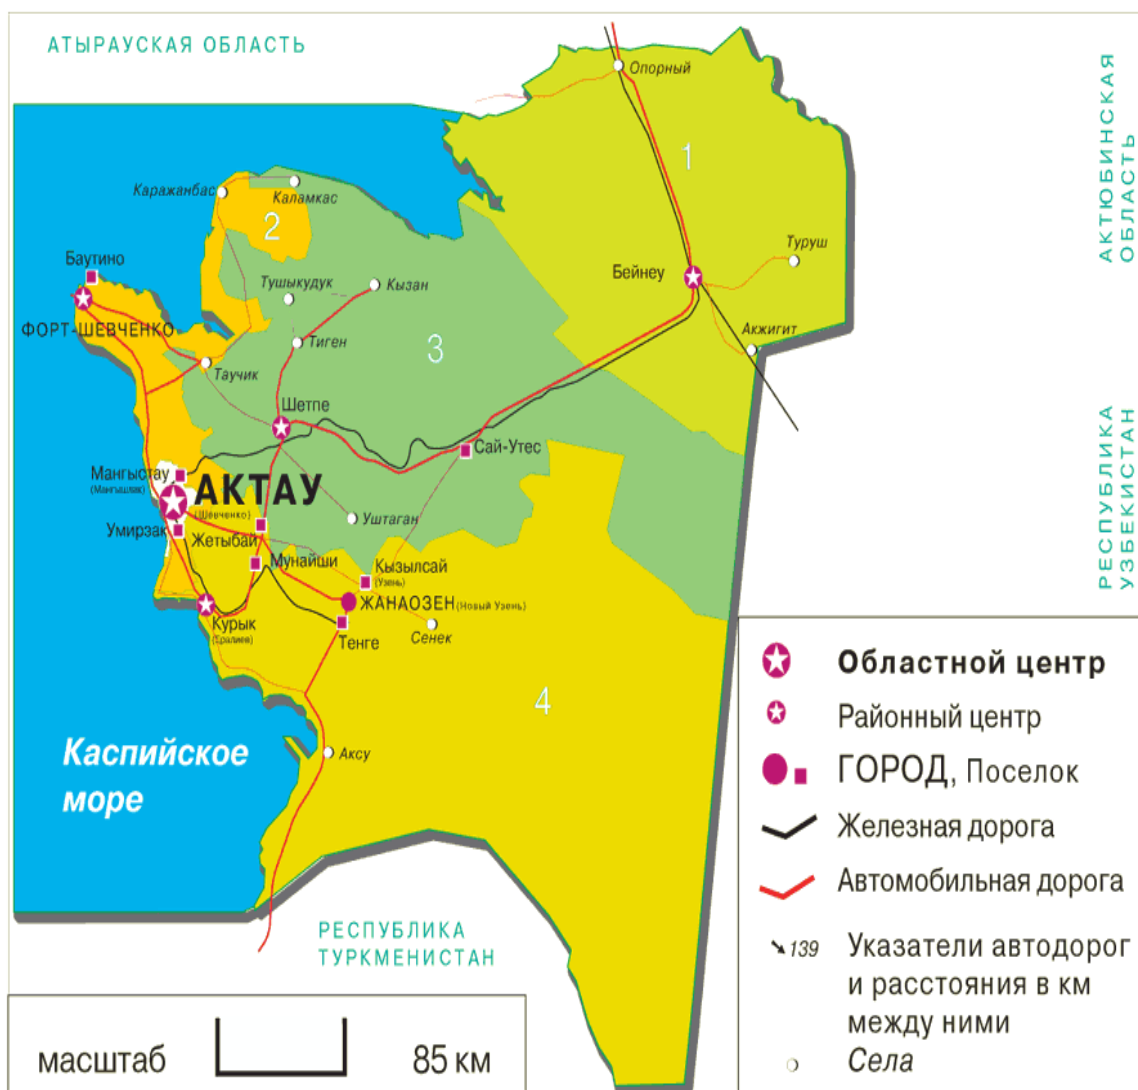 АТЫРАУСКАЯ ОБЛАСТЬ
АКТЮБИНСКАЯ
ОБЛАСТЬ
Опорный
1
Каражанбас
Каламкас
2
Баутино
Туруш
Бейнеу
Тушыкудук
Кызан
ФОРТ-ШЕВЧЕНКО
Акжигит
Тиген
3
Таучик
Шетпе
РЕСПУБЛИКА
УЗБЕКИСТАН
Сай-Утес
Мангыстау
(Мангышлак)
АКТАУ
(Шевченко)
Уштаган
Умирзак
Жетыбай
Мунайши
Кызылсай
(Узень)
ЖАНАОЗЕН (Новый Узень)
Курык
(Ералиев)
Тенге
Сенек
4
Каспийское
море
Аксу
РЕСПУБЛИКА
ТУРКМЕНИСТАН
масштаб 85 км
Областной центр
Районный центр
ГОРОД, Поселок
Железная дорога
Автомобильная дорога
139 Указатели автодорог
и расстояния в км
между ними
Села